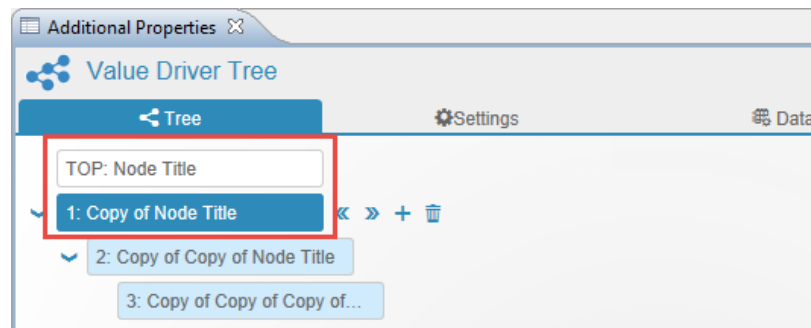 Additional Properties
Value Driver Tree
Tree
Settings
Data
TOP: Node Title
1: Copy of Node Title
2: Copy of Copy of Node Title
3: Copy of Copy of Copy of...